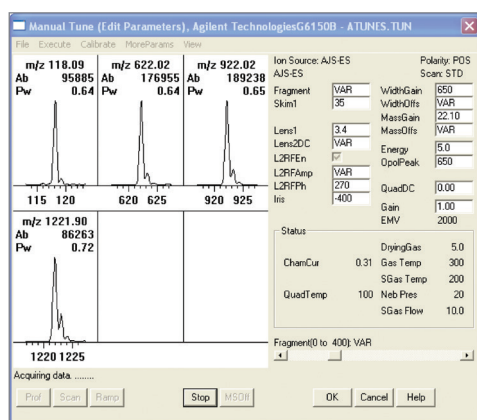 Manual Tune (Edit Parameters), Agilent TechnologiesG6150B - ATUNES.TUN
File Execute Calibrate MoreParams View
m/z 118.09
Ab 95885
Pw 0.64
m/z 622.02
Ab 176955
Pw 0.64
m/z 922.02
Ab 189238
Pw 0.65
115 120
620 625
920 925
m/z 1221.90
Ab 86263
Pw 0.72
1220 1225
Ion Source: AJS-ES Polarity: POS
AJS-ES Scan: STD
Fragment VAR
Skim1 35
Lens1 3.4
Lens2DC VAR
L2RFEn
L2RFAmp VAR
L2RFPh 270
Iris -400
WidthGain 650
WidthOffs VAR
MassGain 22.10
MassOffs VAR
Energy 5.0
OpolPeak 650
QuadDC 0.00
Gain 1.00
EMV 2000
Status
DryingGas 5.0
ChamCur 0.31 Gas Temp 300
SGas Temp 200
QuadTemp 100 Neb Pres 20
SGas Flow 10.0
Fragment(0 to 400): VAR
Acquiring data. ........
Prof Scan Ramp Stop MSOff OK Cancel Help